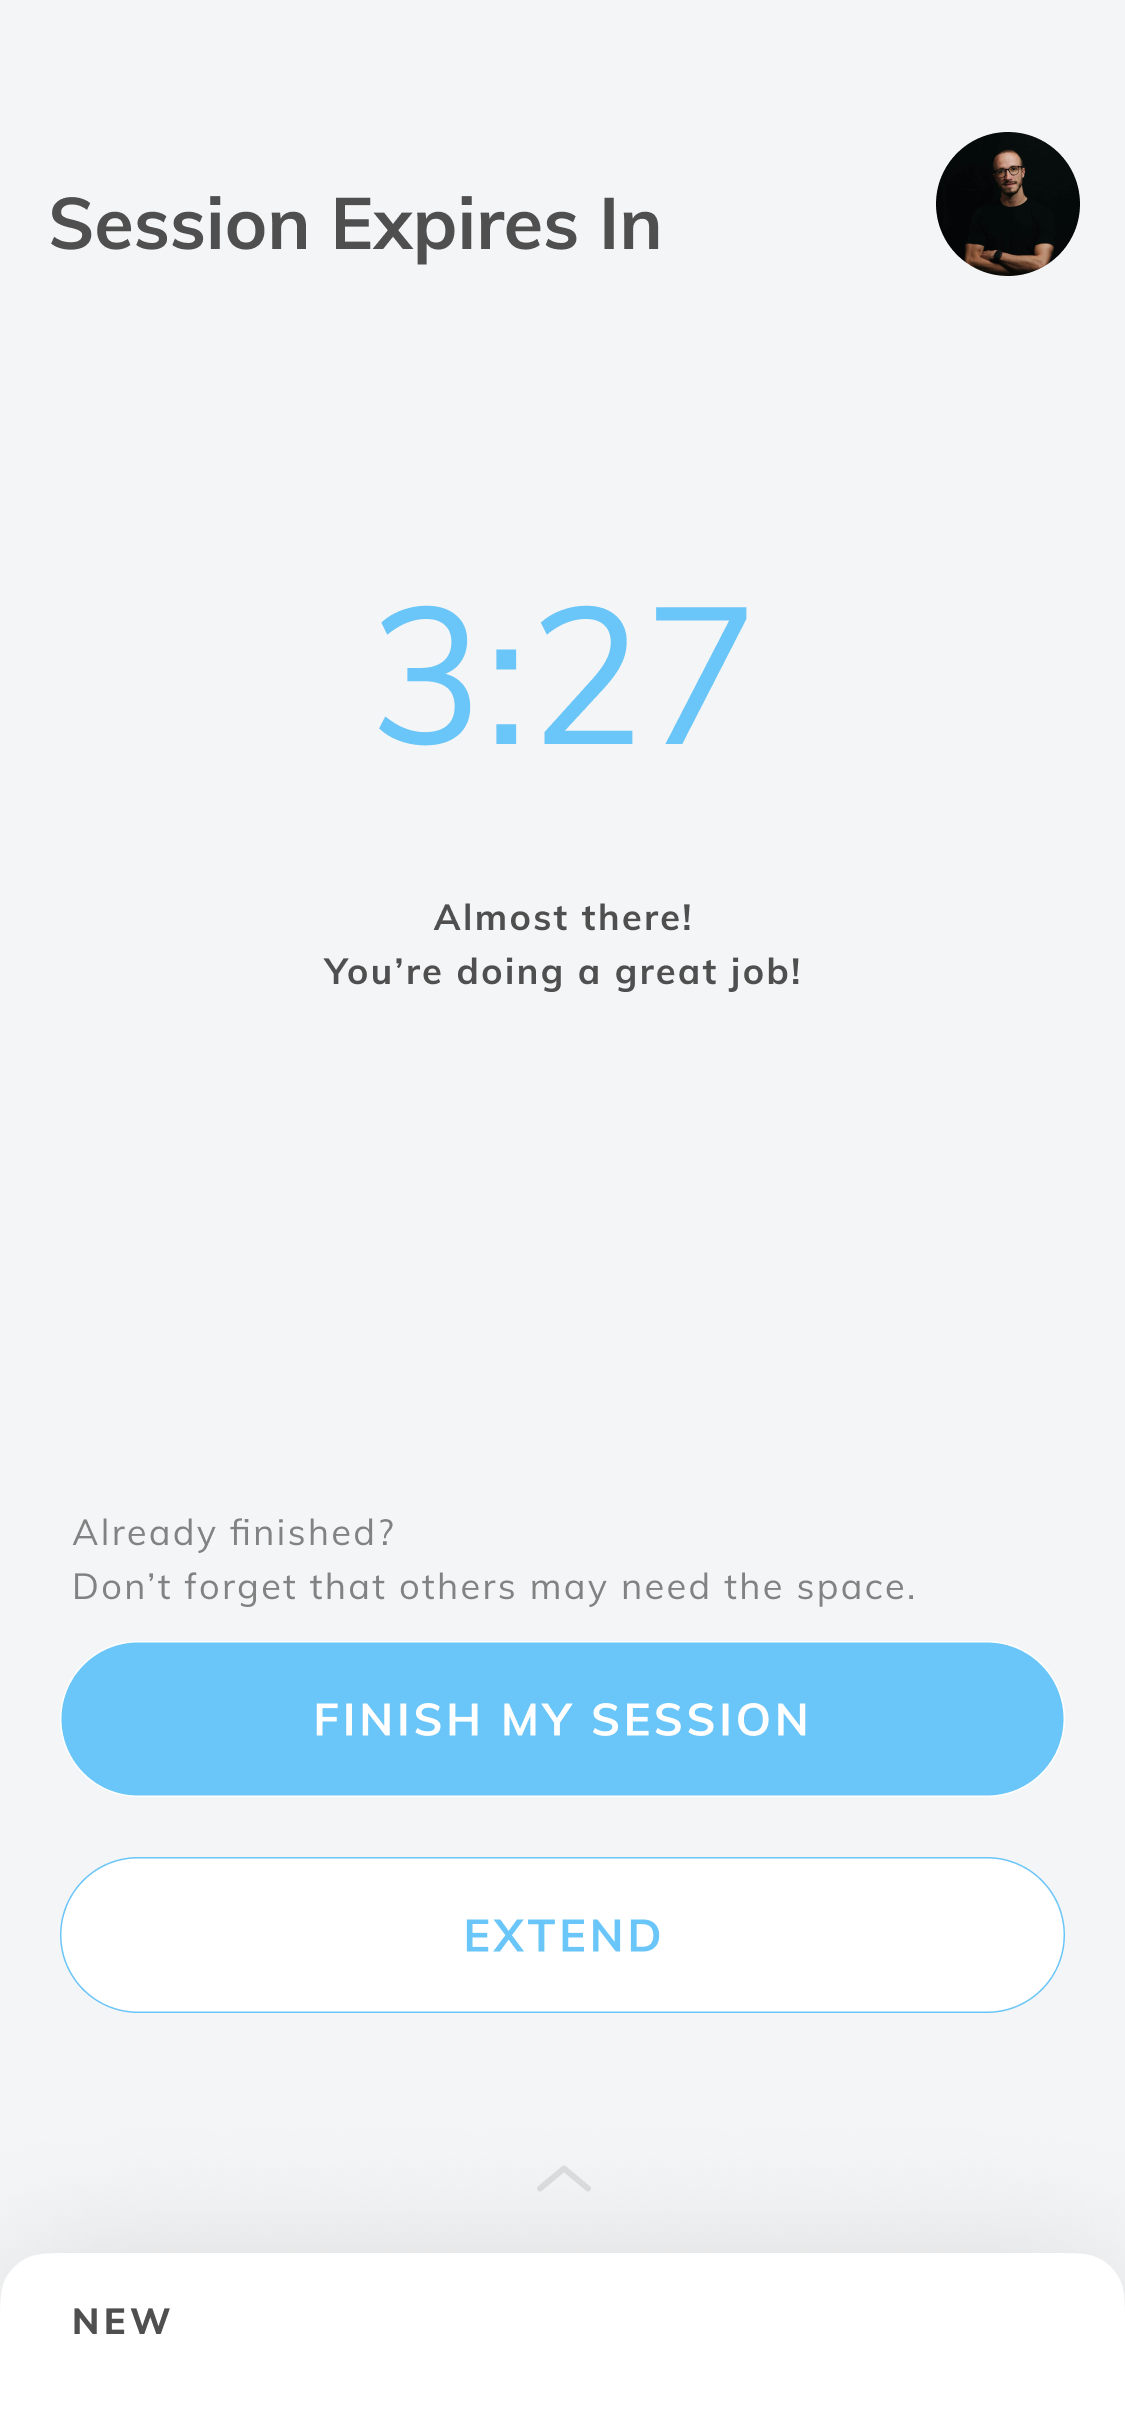 Session Expires In
3:27
Almost there!
You’re doing a great job!
Already finished?
Don’t forget that others may need the space.
FINISH MY SESSION
EXTEND
NEW